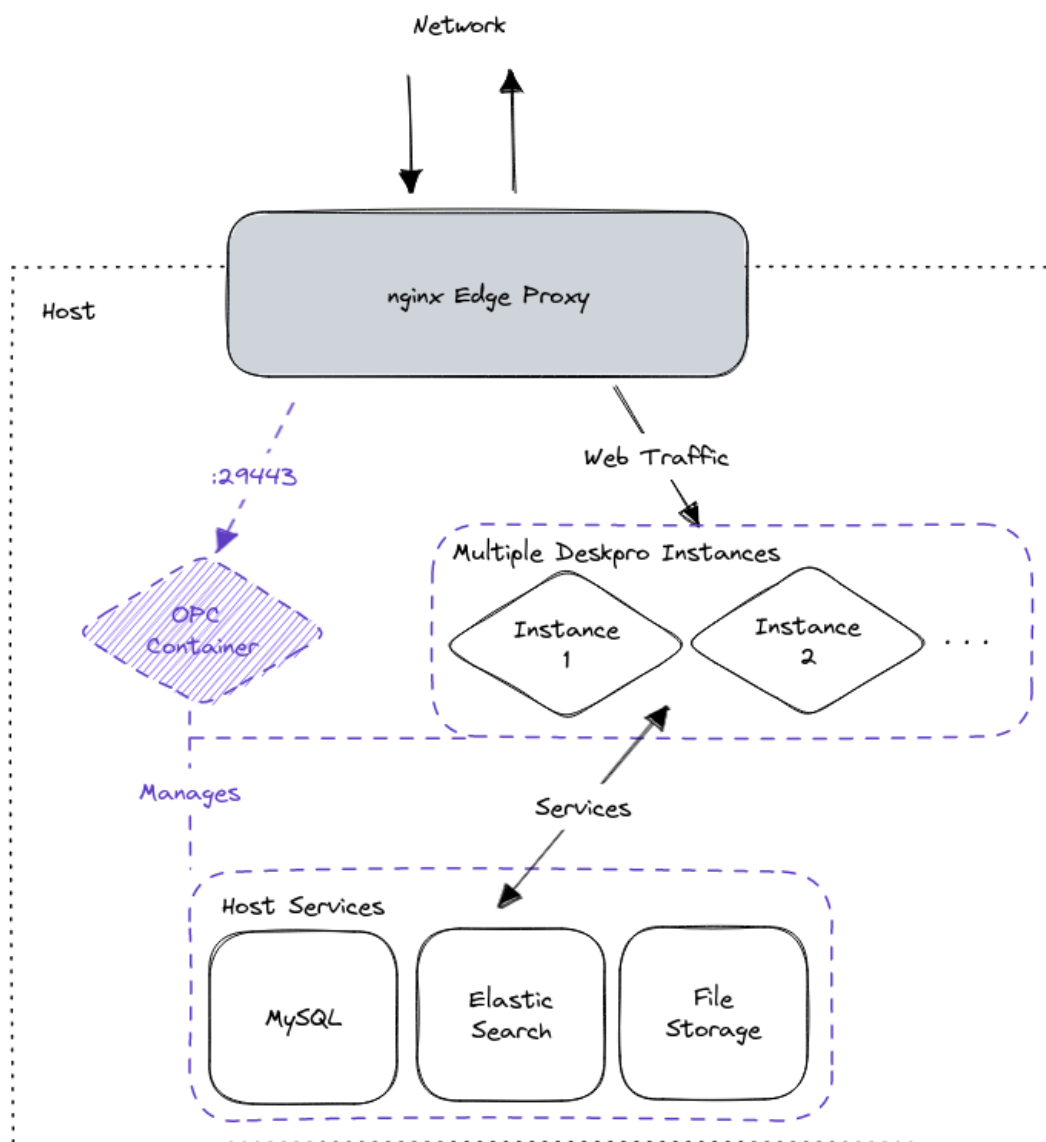 Network
nginx Edge Proxy
Host
:29443
Web Traffic
Multiple Deskpro Instances
OPC
Container
Instance
1
Instance
2
...
Manages
Services
Host Services
MySQL
Elastic
Search
File
Storage